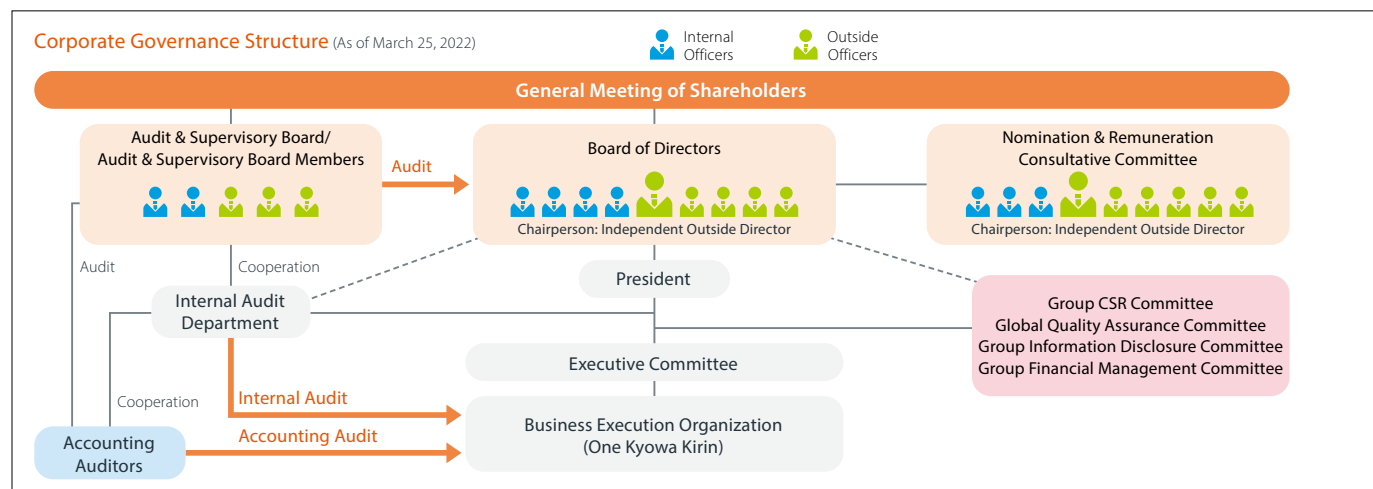 Corporate Governance Structure (As of March 25, 2022)
Internal
Officers
Outside
Officers
General Meeting of Shareholders
Audit & Supervisory Board/
Audit & Supervisory Board Members
Audit
Board of Directors
Chairperson: Independent Outside Director
Nomination & Remuneration
Consultative Committee
Chairperson: Independent Outside Director
Audit
Cooperation
Internal Audit
Department
President
Group CSR Committee
Global Quality Assurance Committee
Group Information Disclosure Committee
Group Financial Management Committee
Executive Committee
Cooperation
Internal Audit
Accounting Audit
Business Execution Organization
(One Kyowa Kirin)
Accounting
Auditors